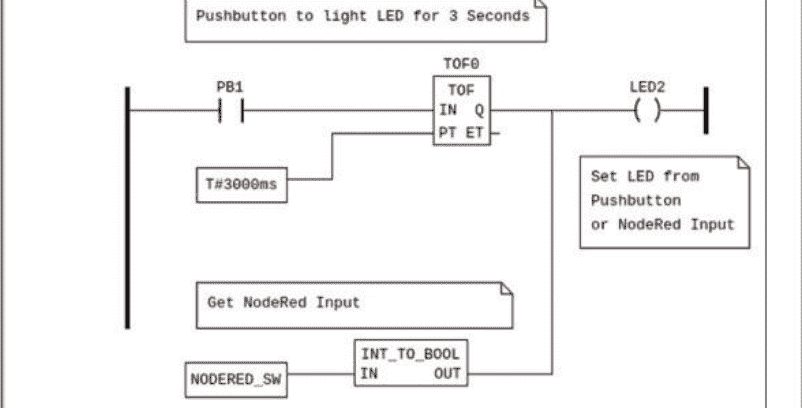 Pushbutton to light LED for 3 Seconds
TOF0
PB1
TOF
LED2
IN Q
PT ET
T#3000ms
Set LED from
Pushbutton
or NodeRed Input
Get NodeRed Input
INT_TO_BOOL
IN OUT
NODERED_SW